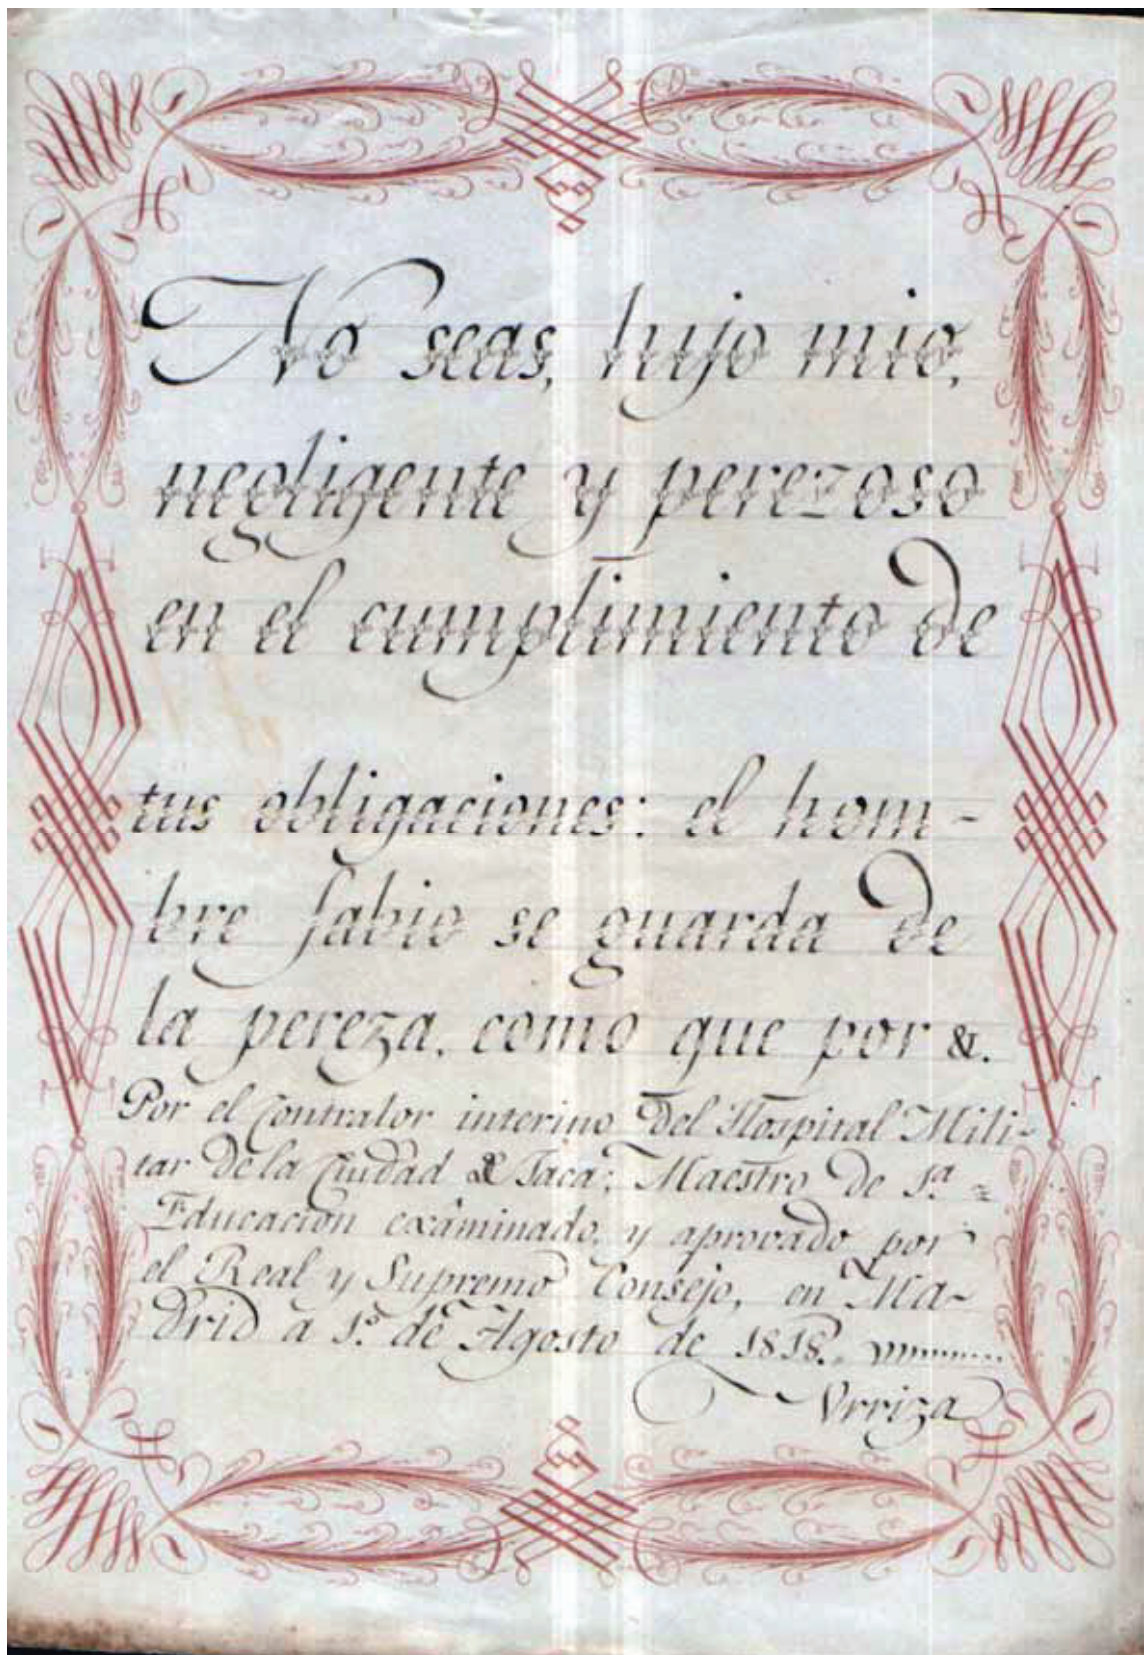 No seas, hijo mio,
negligente y perezoso
en el cumplimiento de
tus obligaciones: el hom-
bre sabio se guarda de
la pereza. como que por &.
Por el Contralor interino del Hospital Mili-
tar de la Ciudad de Jaca; Maestro de 1.ª
Educacion exâminado, y aprovado por
el Real y Supremo Consejo, en Ma-
drid a 1.º de Agosto de 1818.
Urriza